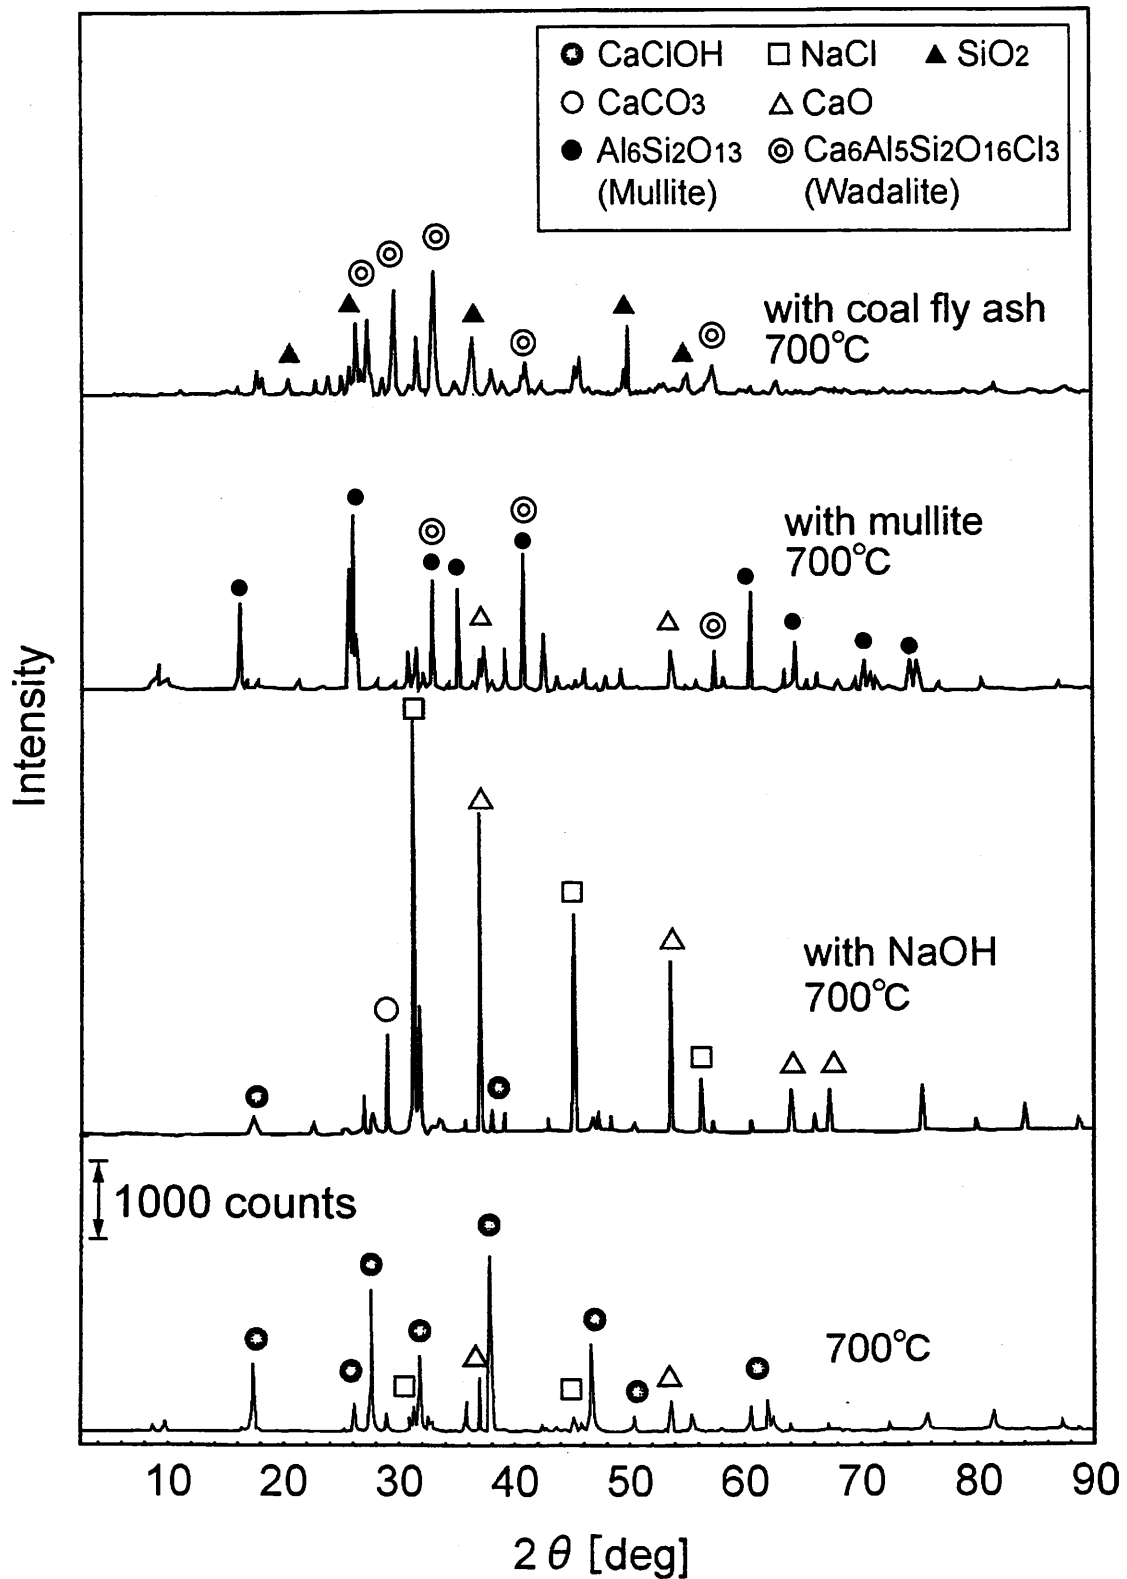 CaClOH NaCl SiO2
CaCO3 CaO
Al6Si2O13 Ca6Al5Si2O16Cl3
(Mullite) (Wadalite)
with coal fly ash
700°C
with mullite
700°C
Intensity
with NaOH
700°C
1000 counts
700°C
10 20 30 40 50 60 70 80 90
2θ [deg]